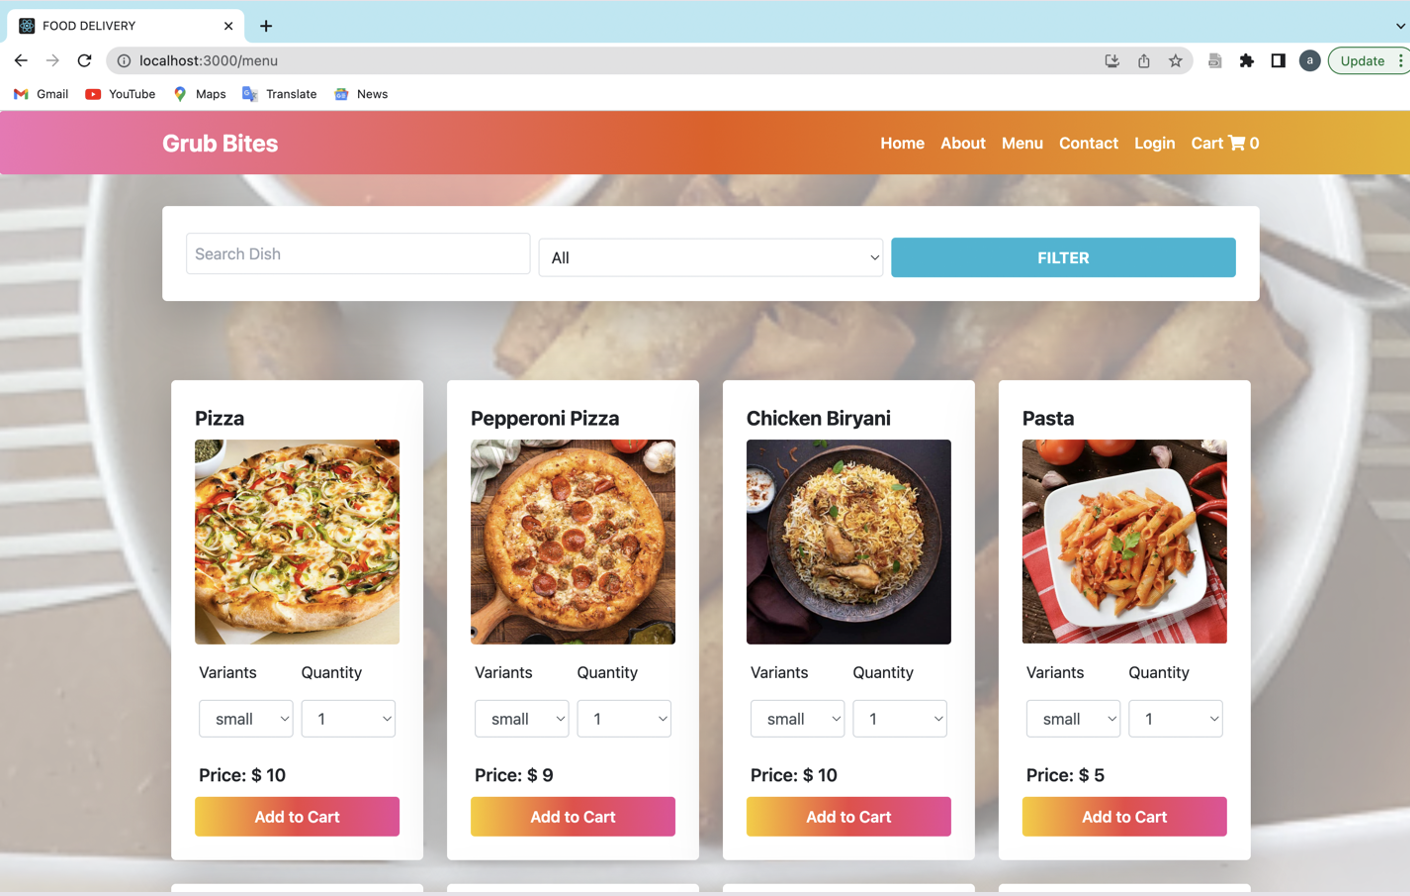 FOOD DELIVERY
localhost:3000/menu
a
Update
Gmail YouTube Maps Translate News
Grub Bites
Home About Menu Contact Login Cart 0
Search Dish
All
FILTER
Pizza
Variants Quantity
small 1
Price: $ 10
Add to Cart
Pepperoni Pizza
Variants Quantity
small 1
Price: $ 9
Add to Cart
Chicken Biryani
Variants Quantity
small 1
Price: $ 10
Add to Cart
Pasta
Variants Quantity
small 1
Price: $ 5
Add to Cart